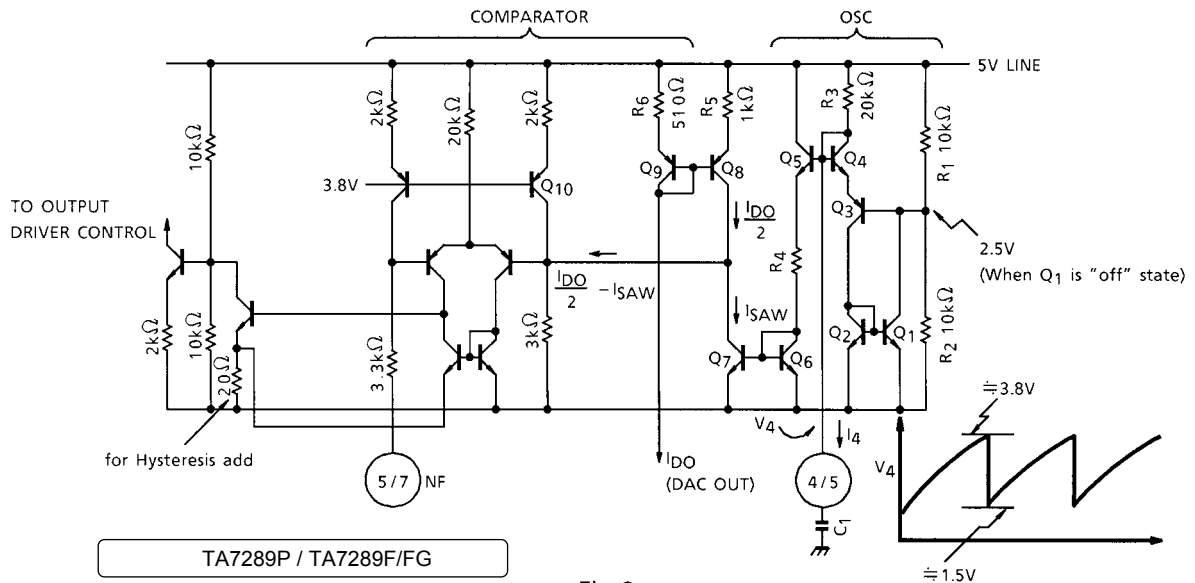 COMPARATOR
OSC
5V LINE
10kΩ
2kΩ
20kΩ
2kΩ
R6
510Ω
R5
1kΩ
R3
20kΩ
R1 10kΩ
Q5
Q4
Q9
Q8
3.8V
Q10
TO OUTPUT
DRIVER CONTROL
Q3
IDO
2
2.5V
(When Q1 is "off" state)
R4
IDO
2
- ISAW
ISAW
2kΩ
10kΩ
20Ω
3.3kΩ
3kΩ
Q7
Q6
Q2
Q1
R2 10kΩ
≒3.8V
V4
I4
for Hysteresis add
5/7
NF
IDO
(DAC OUT)
4/5
C1
V4
≒1.5V
TA7289P / TA7289F/FG